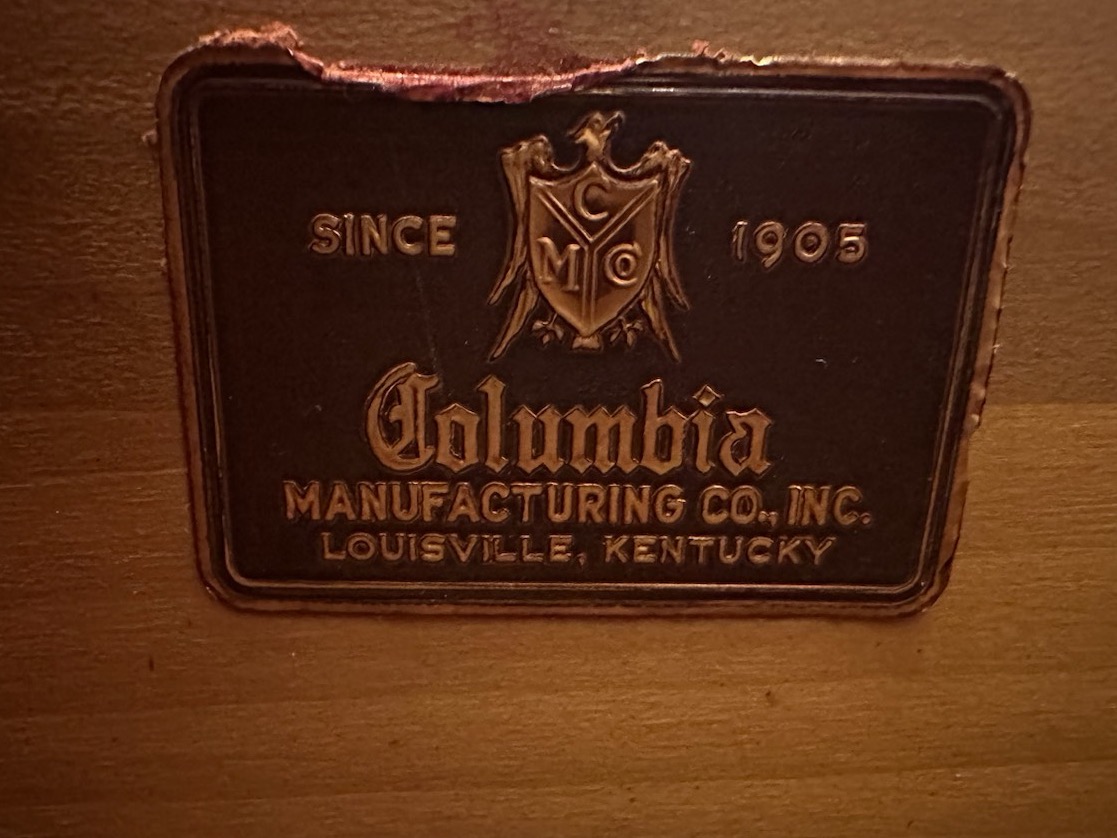 C
M Co
SINCE 1905
Columbia
MANUFACTURING CO., INC.
LOUISVILLE, KENTUCKY